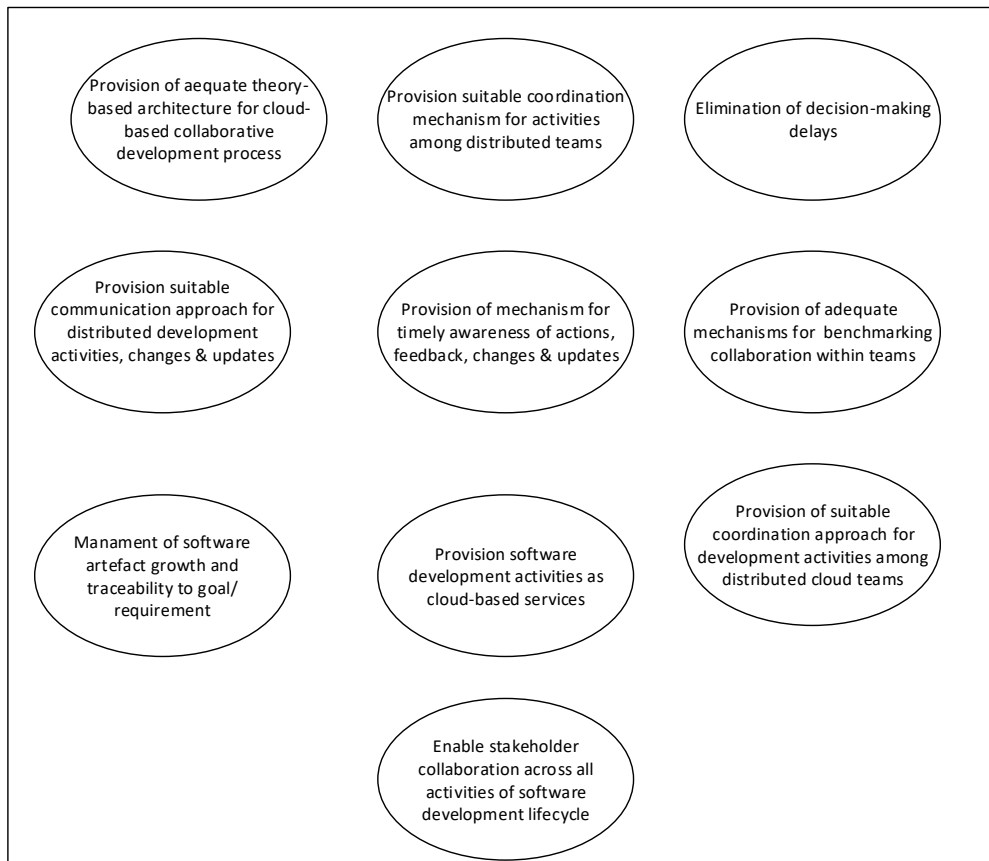 Provision of aequate theory-
based architecture for cloud-
based collaborative
development process
Provision suitable coordination
mechanism for activities
among distributed teams
Elimination of decision-making
delays
Provision suitable
communication approach for
distributed development
activities, changes & updates
Provision of mechanism for
timely awareness of actions,
feedback, changes & updates
Provision of adequate
mechanisms for benchmarking
collaboration within teams
Manament of software
artefact growth and
traceability to goal/
requirement
Provision software
development activities as
cloud-based services
Provision of suitable
coordination approach for
development activities among
distributed cloud teams
Enable stakeholder
collaboration across all
activities of software
development lifecycle